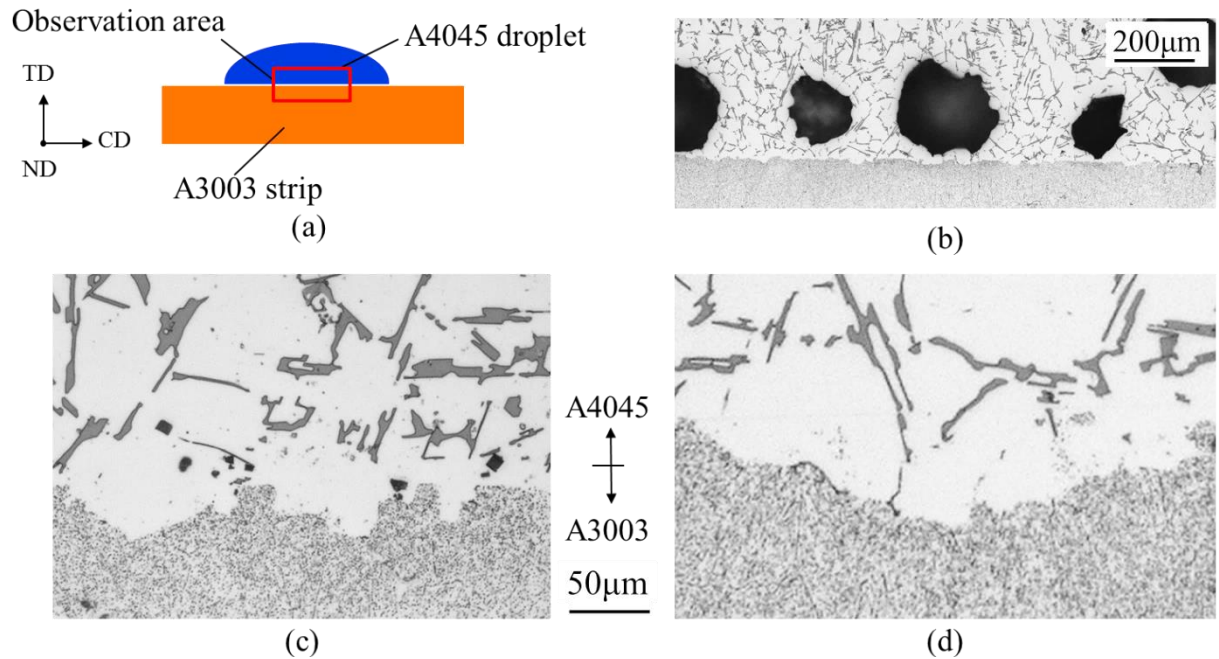 Observation area
A4045 droplet
TD
CD
ND
A3003 strip
(a)
200μm
(b)
A4045
A3003
50μm
(c)
(d)